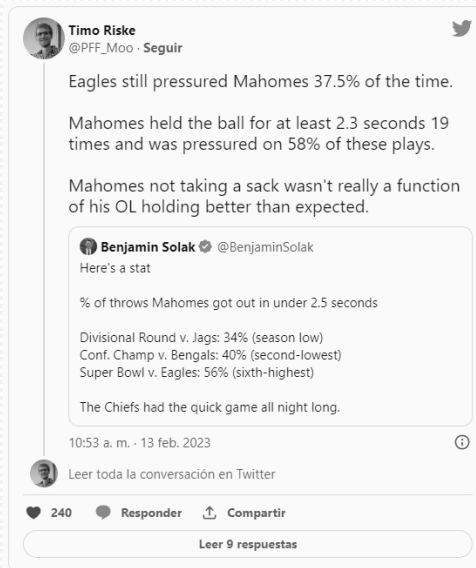 Timo Riske
@PFF_Moo · Seguir
Eagles still pressured Mahomes 37.5% of the time.
Mahomes held the ball for at least 2.3 seconds 19
times and was pressured on 58% of these plays.
Mahomes not taking a sack wasn't really a function
of his OL holding better than expected.
Benjamin Solak @BenjaminSolak
Here's a stat
% of throws Mahomes got out in under 2.5 seconds
Divisional Round v. Jags: 34% (season low)
Conf. Champ v. Bengals: 40% (second-lowest)
Super Bowl v. Eagles: 56% (sixth-highest)
The Chiefs had the quick game all night long.
10:53 a. m. · 13 feb. 2023
Leer toda la conversación en Twitter
240 Responder Compartir
Leer 9 respuestas